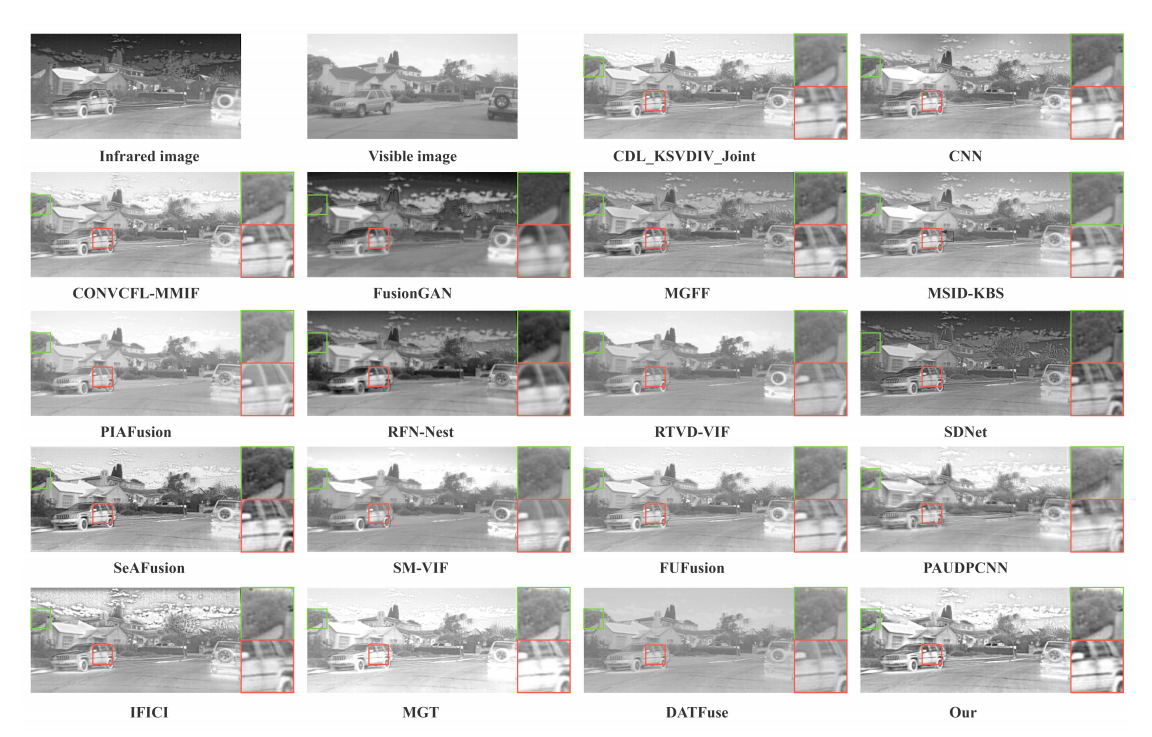 Infrared image
Visible image
CDL_KSVDIV_Joint
CNN
CONVCFL-MMIF
FusionGAN
MGFF
MSID-KBS
PIAFusion
RFN-Nest
RTVD-VIF
SDNet
SeAFusion
SM-VIF
FUFusion
PAUDPCNN
IFICI
MGT
DATFuse
Our